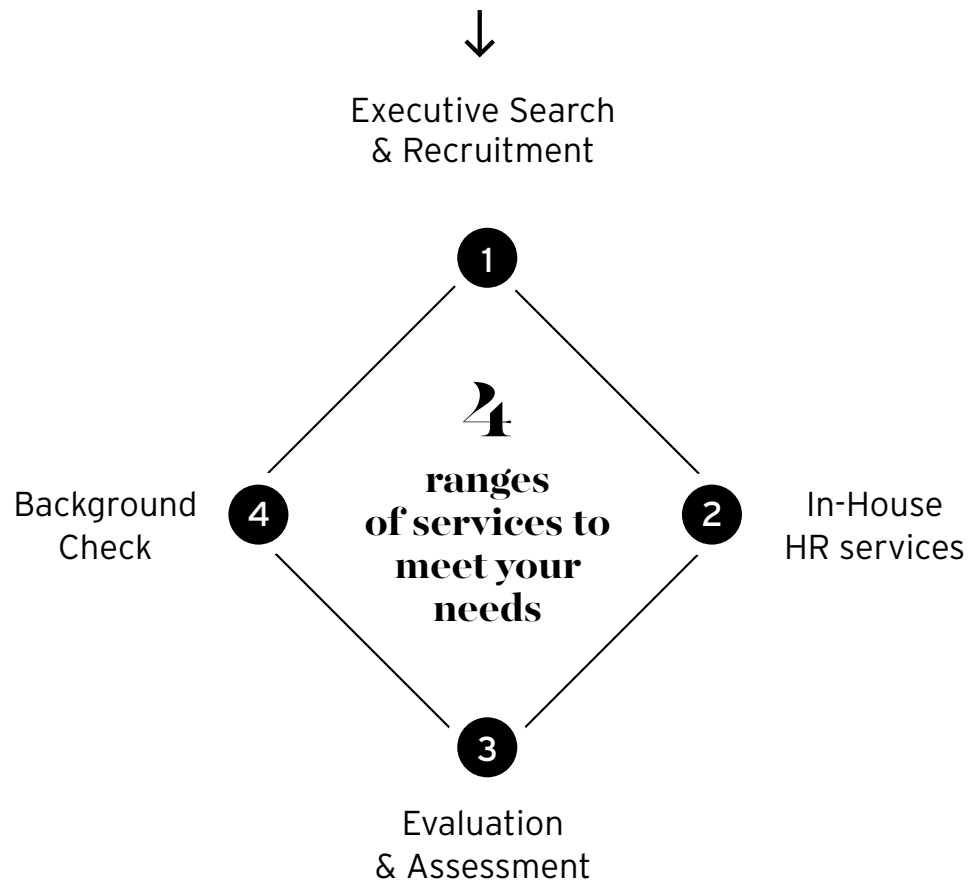 Executive Search
& Recruitment
1
4
ranges
of services to
meet your
needs
Background
Check
4
2
In-House
HR services
3
Evaluation
& Assessment